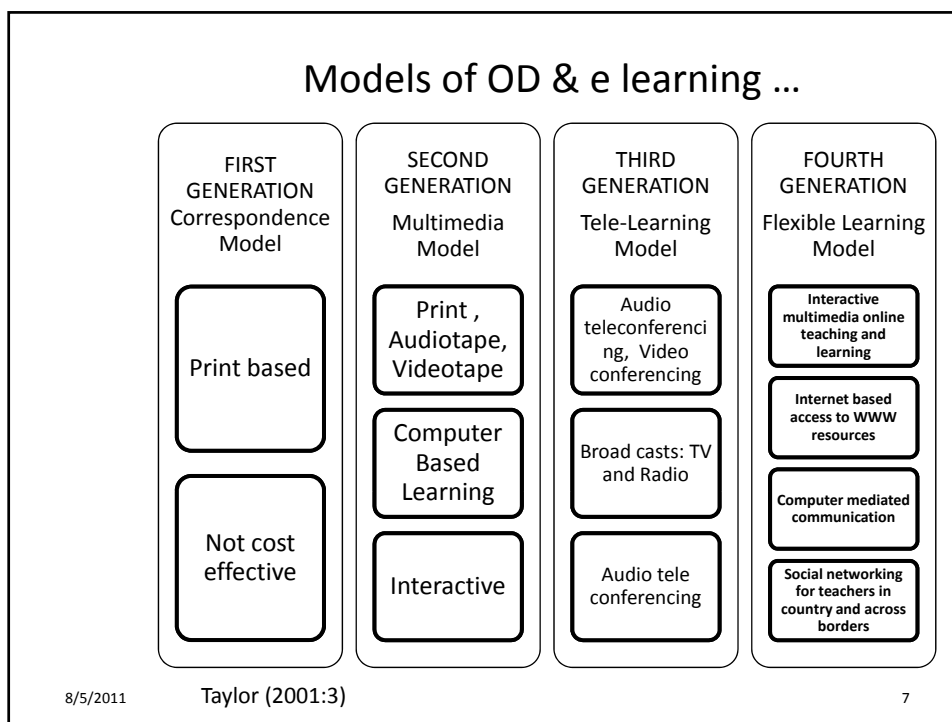 Models of OD & e learning ...
FIRST
GENERATION
Correspondence
Model
Print based
Not cost
effective
SECOND
GENERATION
Multimedia
Model
Print ,
Audiotape,
Videotape
Computer
Based
Learning
Interactive
THIRD
GENERATION
Tele-Learning
Model
Audio
teleconferenci
ng, Video
conferencing
Broad casts: TV
and Radio
Audio tele
conferencing
FOURTH
GENERATION
Flexible Learning
Model
Interactive
multimedia online
teaching and
learning
Internet based
access to WWW
resources
Computer mediated
communication
Social networking
for teachers in
country and across
borders
8/5/2011 Taylor (2001:3) 7